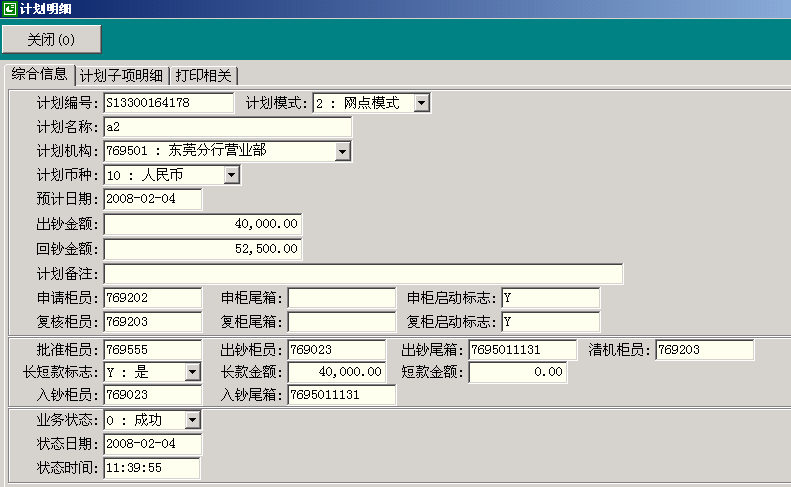 计划明细
关闭(O)
综合信息 计划子项明细 打印相关
计划编号: S13300164178 计划模式: 2 : 网点模式
计划名称: a2
计划机构: 769501 : 东莞分行营业部
计划币种: 10 : 人民币
预计日期: 2008-02-04
出钞金额: 40,000.00
回钞金额: 52,500.00
计划备注:
申请柜员: 769202 申柜尾箱: 申柜启动标志: Y
复核柜员: 769203 复柜尾箱: 复柜启动标志: Y
批准柜员: 769555 出钞柜员: 769023 出钞尾箱: 7695011131 清机柜员: 769203
长短款标志: Y : 是 长款金额: 40,000.00 短款金额: 0.00
入钞柜员: 769023 入钞尾箱: 7695011131
业务状态: 0 : 成功
状态日期: 2008-02-04
状态时间: 11:39:55